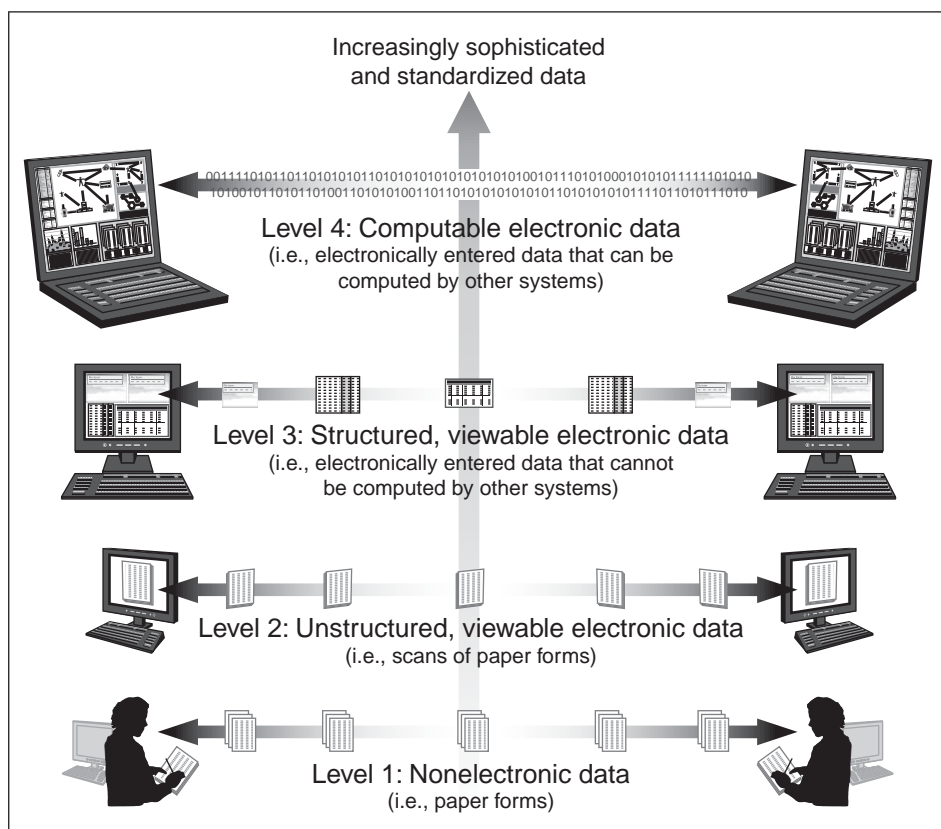 Increasingly sophisticated
and standardized data
Level 4: Computable electronic data
(i.e., electronically entered data that can be
computed by other systems)
Level 3: Structured, viewable electronic data
(i.e., electronically entered data that cannot
be computed by other systems)
Level 2: Unstructured, viewable electronic data
(i.e., scans of paper forms)
Level 1: Nonelectronic data
(i.e., paper forms)